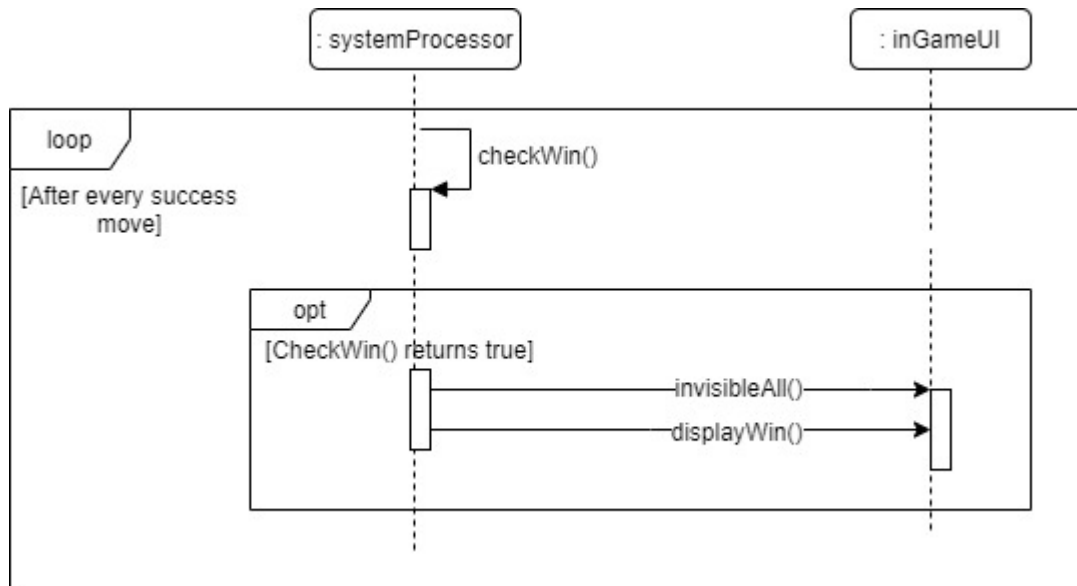 : systemProcessor
: inGameUI
loop
checkWin()
[After every success
move]
opt
[CheckWin() returns true]
invisibleAll()
displayWin()